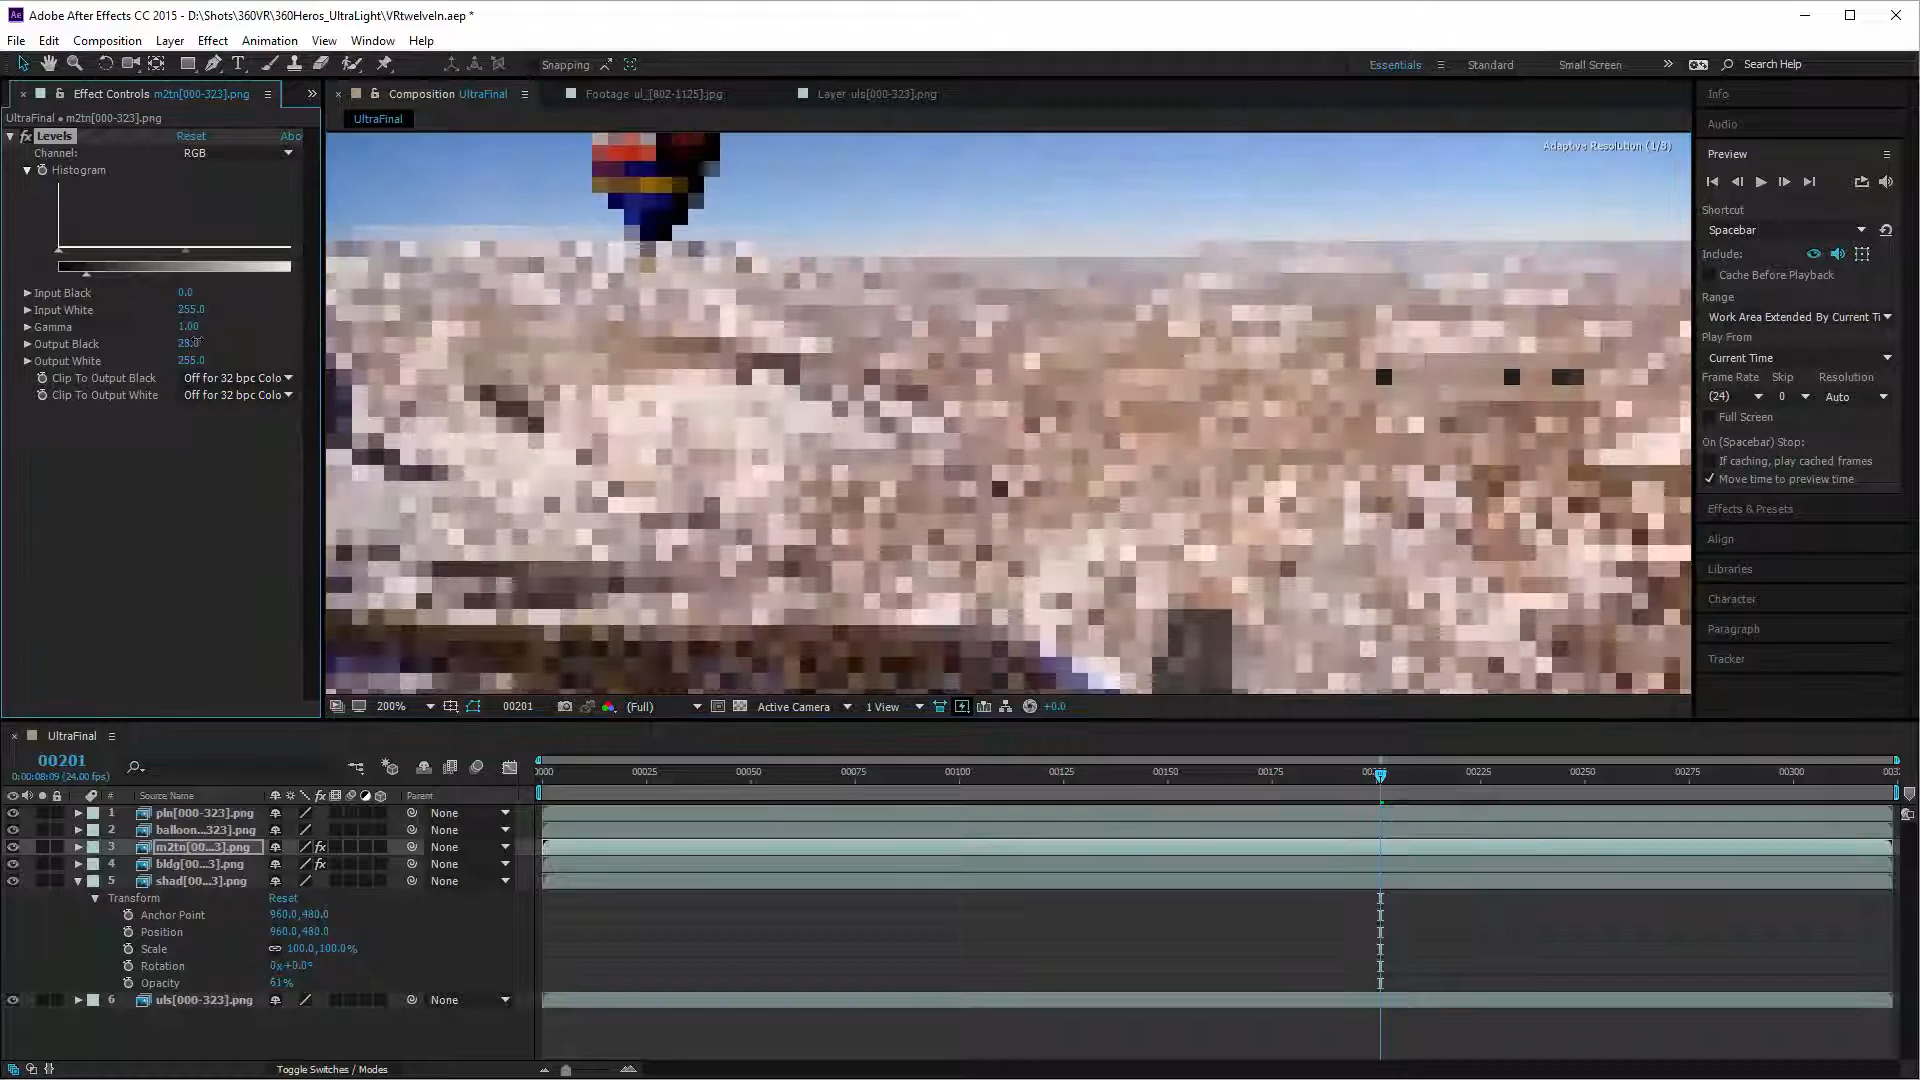 Adobe After Effects CC 2015 - D:\Shots\360VR\360Heros_UltraLight\VRtwelveIn.aep *
File Edit Composition Layer Effect Animation View Window Help
Snapping
Essentials
Standard
Small Screen
Search Help
Effect Controls m2tn[000-323].png
Composition UltraFinal
Footage ul_[802-1125].jpg
Layer uls[000-323].png
UltraFinal • m2tn[000-323].png
UltraFinal
fx Levels Reset Abo
Channel: RGB
Histogram
Input Black 0.0
Input White 255.0
Gamma 1.00
Output Black 28.0
Output White 255.0
Clip To Output Black Off for 32 bpc Colo
Clip To Output White Off for 32 bpc Colo
Adaptive Resolution (1/8)
200% 00201 (Full) Active Camera 1 View +0.0
Info
Audio
Preview
Shortcut
Spacebar
Include:
Cache Before Playback
Range
Work Area Extended By Current Ti
Play From
Current Time
Frame Rate Skip Resolution
(24) 0 Auto
Full Screen
On (Spacebar) Stop:
If caching, play cached frames
Move time to preview time
Effects & Presets
Align
Libraries
Character
Paragraph
Tracker
UltraFinal
00201
0:00:08:09 (24.00 fps)
0000 00025 00050 00075 00100 00125 00150 00175 00225 00250 00275 00300
# Source Name fx Parent
1 pln[000-323].png None
2 balloon...323].png None
3 m2tn[00...3].png fx None
4 bldg[00...3].png fx None
5 shad[00...3].png None
Transform Reset
Anchor Point 960.0,480.0
Position 960.0,480.0
Scale 100.0,100.0%
Rotation 0x+0.0°
Opacity 61%
6 uls[000-323].png None
Toggle Switches / Modes